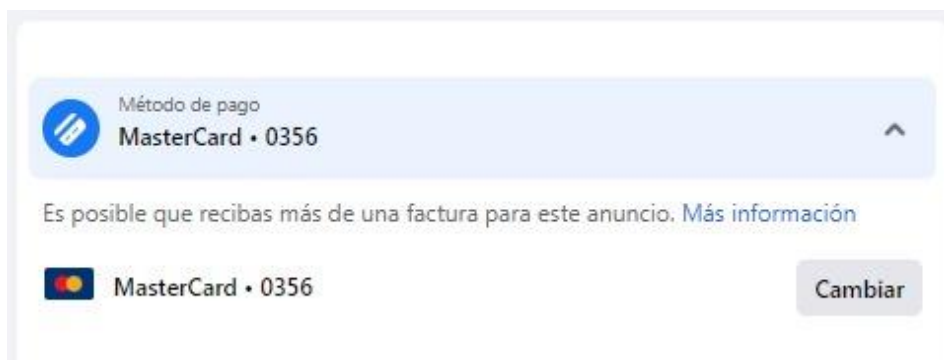 Método de pago
MasterCard • 0356
Es posible que recibas más de una factura para este anuncio. Más información
MasterCard • 0356
Cambiar